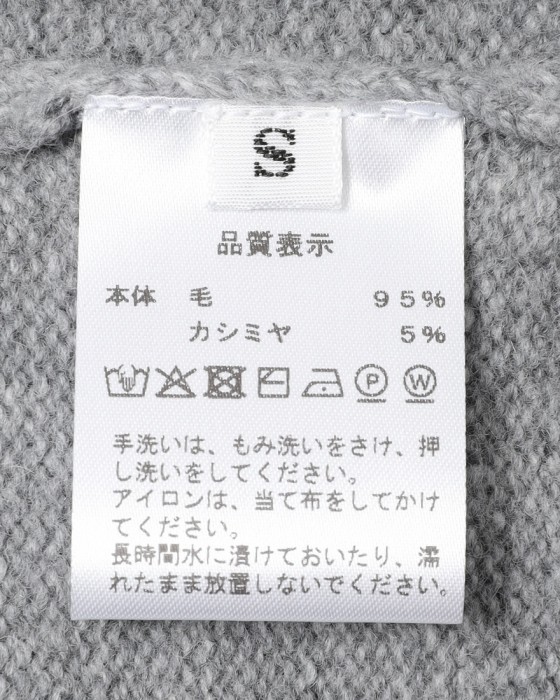 S
品質表示
本体 毛 95%
カシミヤ 5%
P W
手洗いは、もみ洗いをさけ、押
し洗いをしてください。
アイロンは、当て布をしてかけ
てください。
長時間水に漬けておいたり、濡
れたまま放置しないでください。